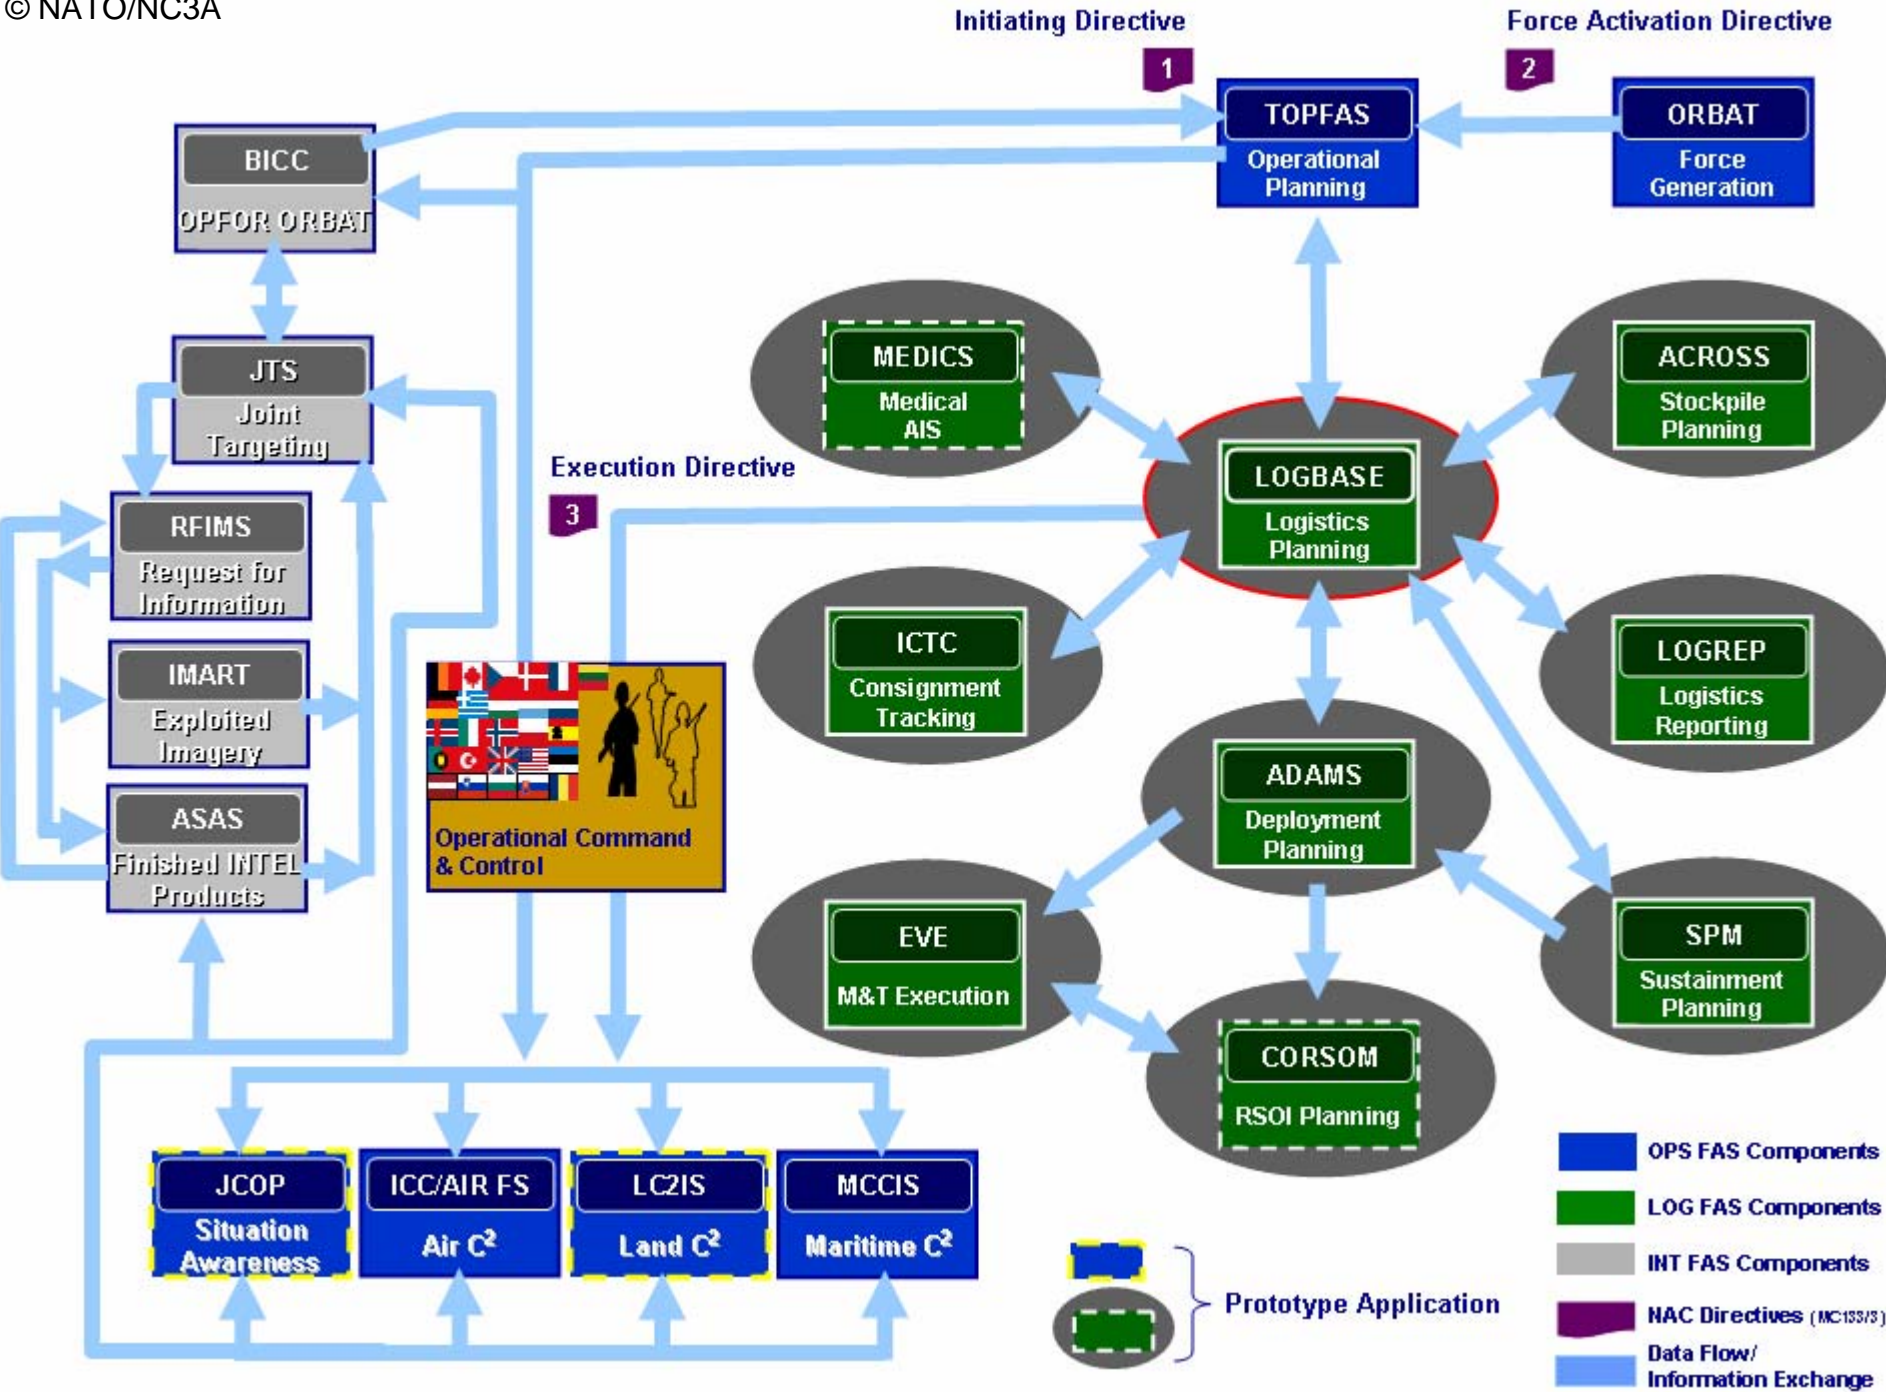 © NATO/NC3A
Initiating Directive
1
Force Activation Directive
2
TOPFAS
Operational
Planning
ORBAT
Force
Generation
BICC
OPFOR ORBAT
JTS
Joint
Targeting
MEDICS
Medical
AIS
ACROSS
Stockpile
Planning
Execution Directive
3
LOGBASE
Logistics
Planning
RFIMS
Request for
Information
ICTC
Consignment
Tracking
LOGREP
Logistics
Reporting
IMART
Exploited
Imagery
ADAMS
Deployment
Planning
ASAS
Finished INTEL
Products
Operational Command
& Control
EVE
M&T Execution
SPM
Sustainment
Planning
CORSOM
RSOI Planning
JCOP
Situation
Awareness
ICC/AIR FS
Air C²
LC2IS
Land C²
MCCIS
Maritime C²
Prototype Application
OPS FAS Components
LOG FAS Components
INT FAS Components
NAC Directives (MC133/3)
Data Flow/
Information Exchange